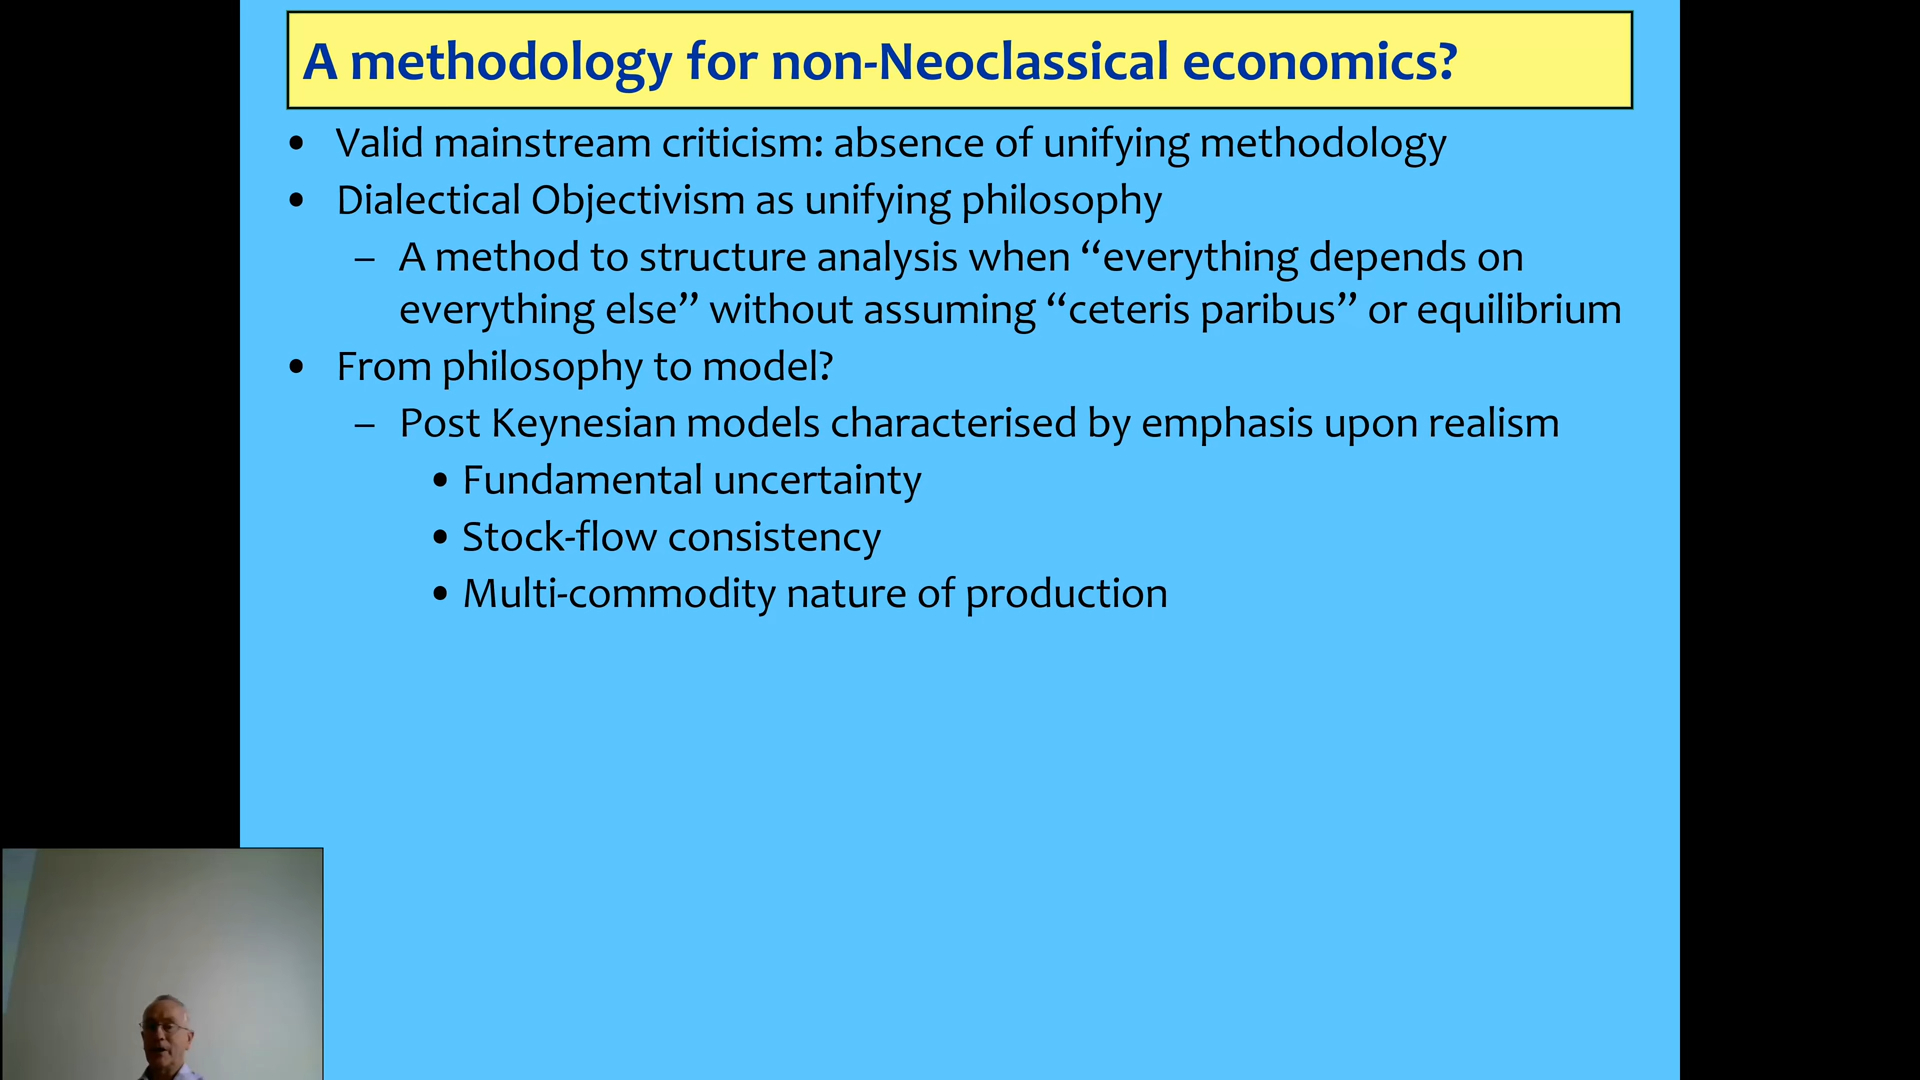 A methodology for non-Neoclassical economics?
• Valid mainstream criticism: absence of unifying methodology
• Dialectical Objectivism as unifying philosophy
– A method to structure analysis when “everything depends on
everything else” without assuming “ceteris paribus” or equilibrium
• From philosophy to model?
– Post Keynesian models characterised by emphasis upon realism
• Fundamental uncertainty
• Stock-flow consistency
• Multi-commodity nature of production